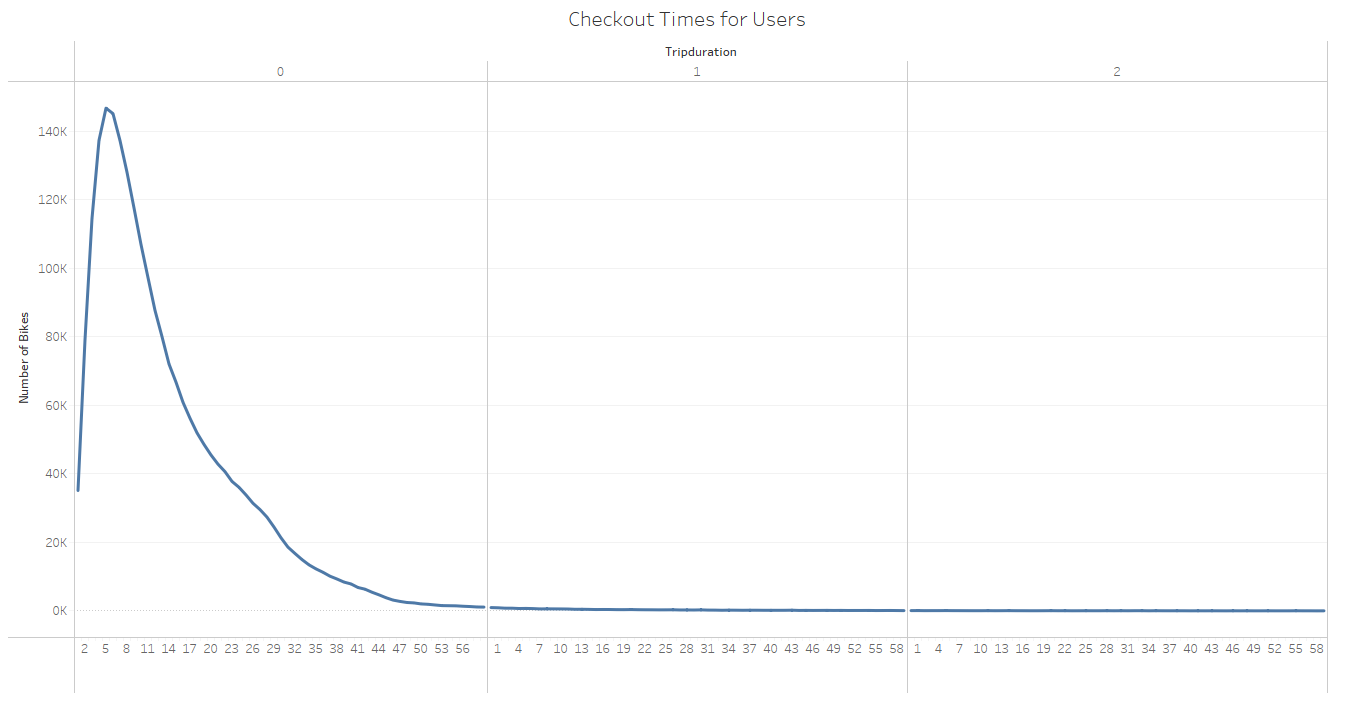 Checkout Times for Users
Tripduration
0 1 2
Number of Bikes
140K
120K
100K
80K
60K
40K
20K
0K
2 5 8 11 14 17 20 23 26 29 32 35 38 41 44 47 50 53 56 1 4 7 10 13 16 19 22 25 28 31 34 37 40 43 46 49 52 55 58 1 4 7 10 13 16 19 22 25 28 31 34 37 40 43 46 49 52 55 58